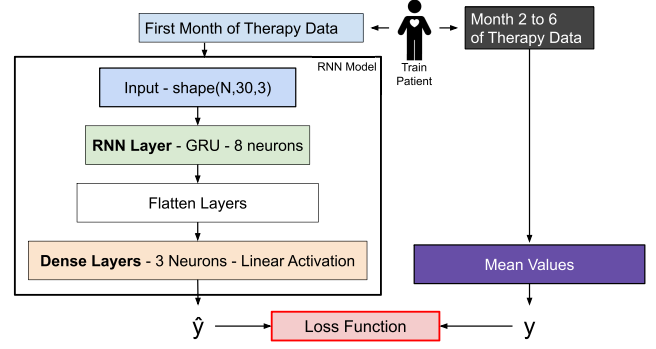 First Month of Therapy Data
Train
Patient
Month 2 to 6
of Therapy Data
RNN Model
Input - shape(N,30,3)
RNN Layer - GRU - 8 neurons
Flatten Layers
Dense Layers - 3 Neurons - Linear Activation
Mean Values
ŷ
Loss Function
y